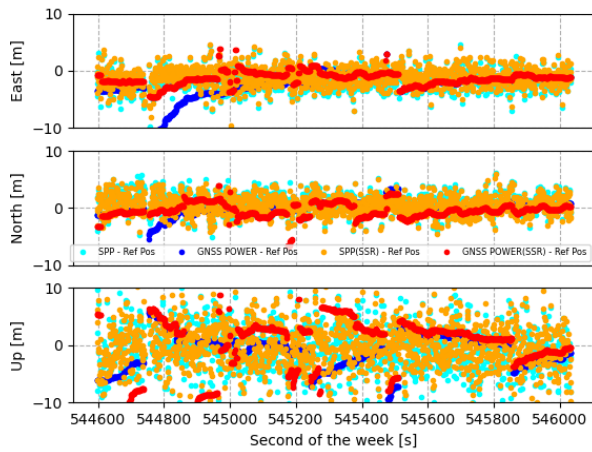 10
0
−10
East [m]
10
0
−10
North [m]
SPP - Ref Pos GNSS POWER - Ref Pos SPP(SSR) - Ref Pos GNSS POWER(SSR) - Ref Pos
10
0
−10
Up [m]
544600 544800 545000 545200 545400 545600 545800 546000
Second of the week [s]